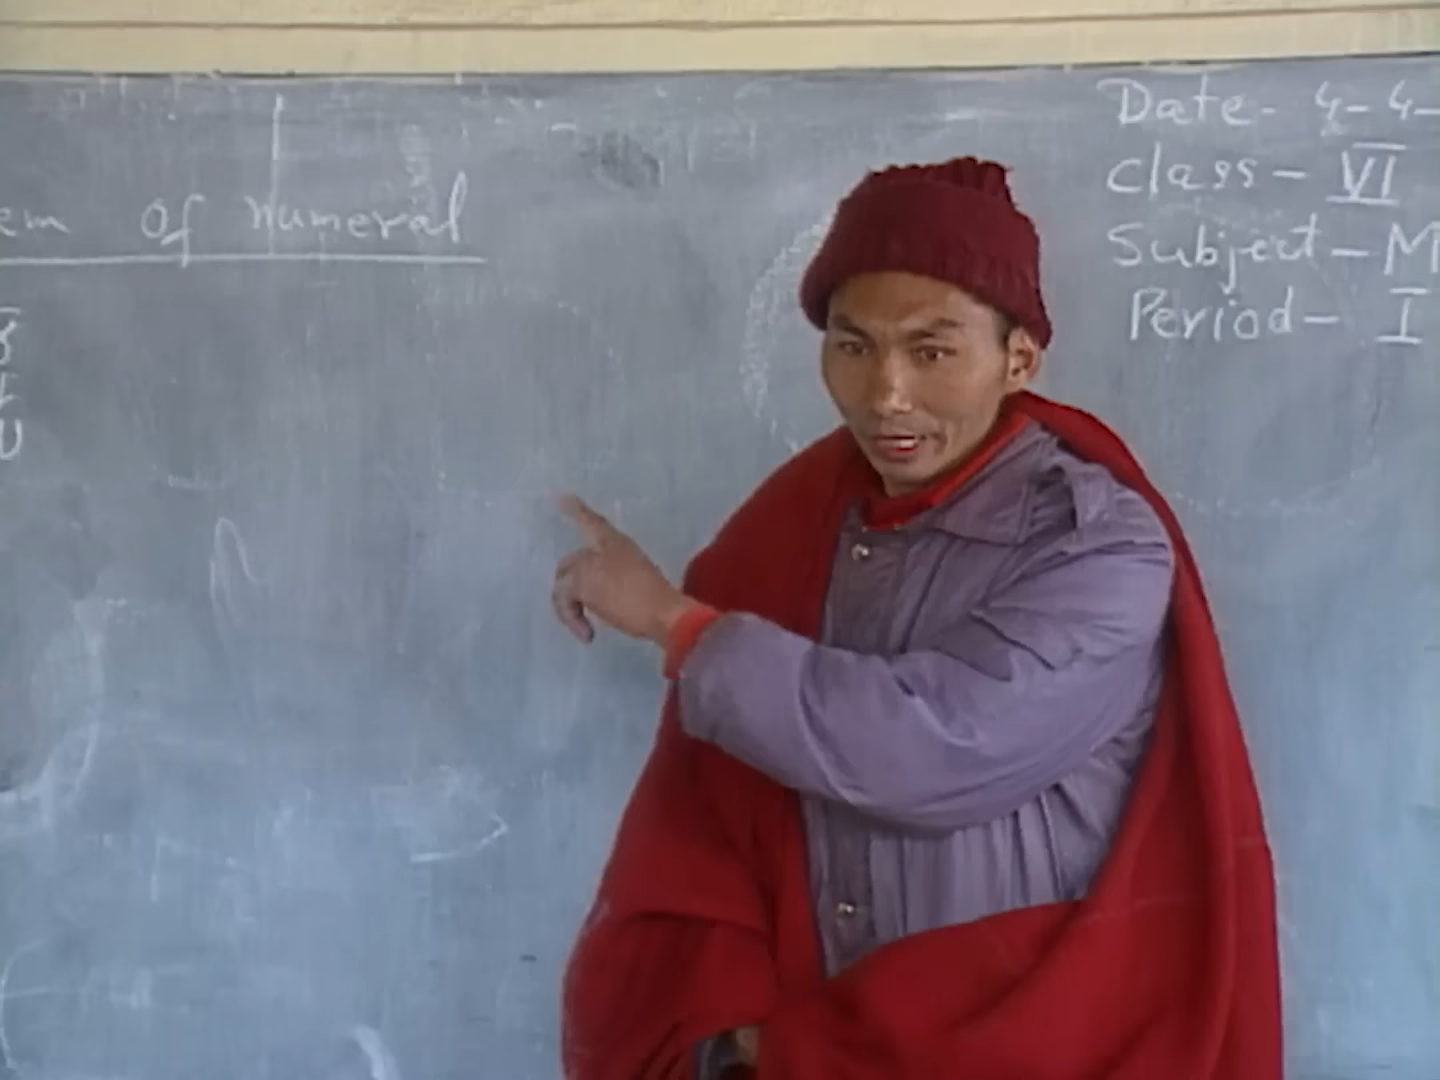 em of numeral
Date- 4-4-
Class- VI
Subject- M
Period- I